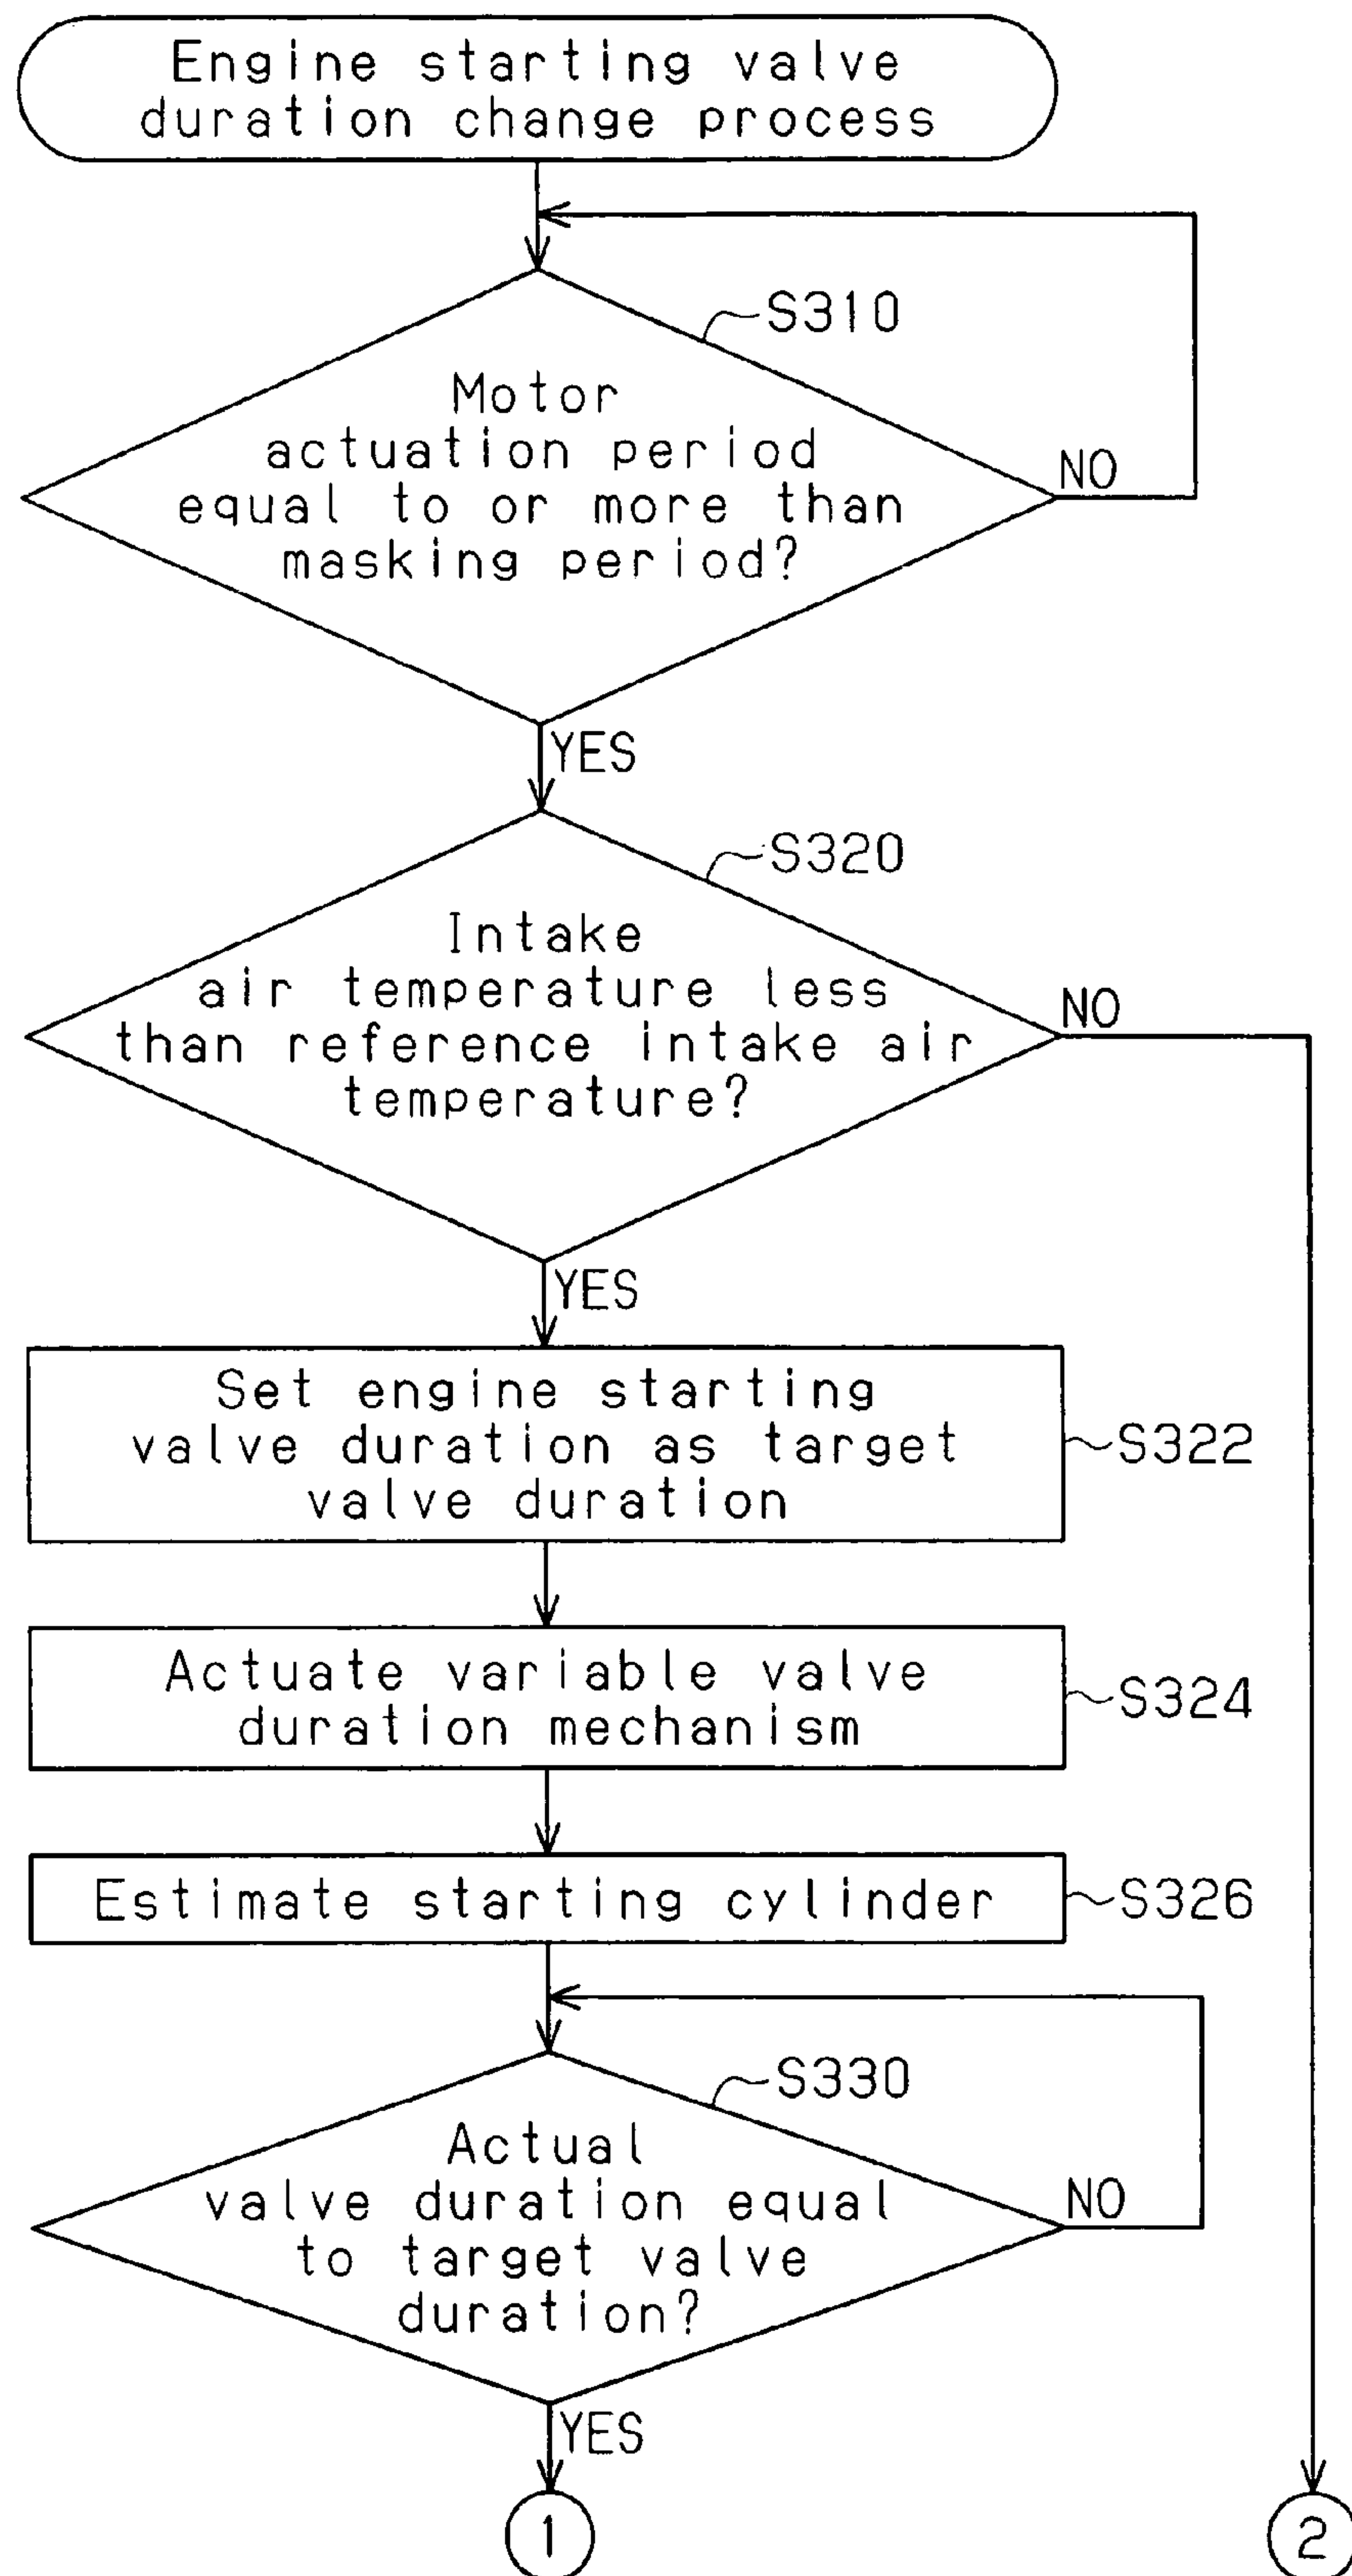 Engine starting valve
duration change process
S310
Motor
actuation period
equal to or more than
masking period?
NO
YES
S320
Intake
air temperature less
than reference intake air
temperature?
NO
YES
Set engine starting
valve duration as target
valve duration
S322
Actuate variable valve
duration mechanism
S324
Estimate starting cylinder
S326
S330
Actual
valve duration equal
to target valve
duration?
NO
YES
1
2